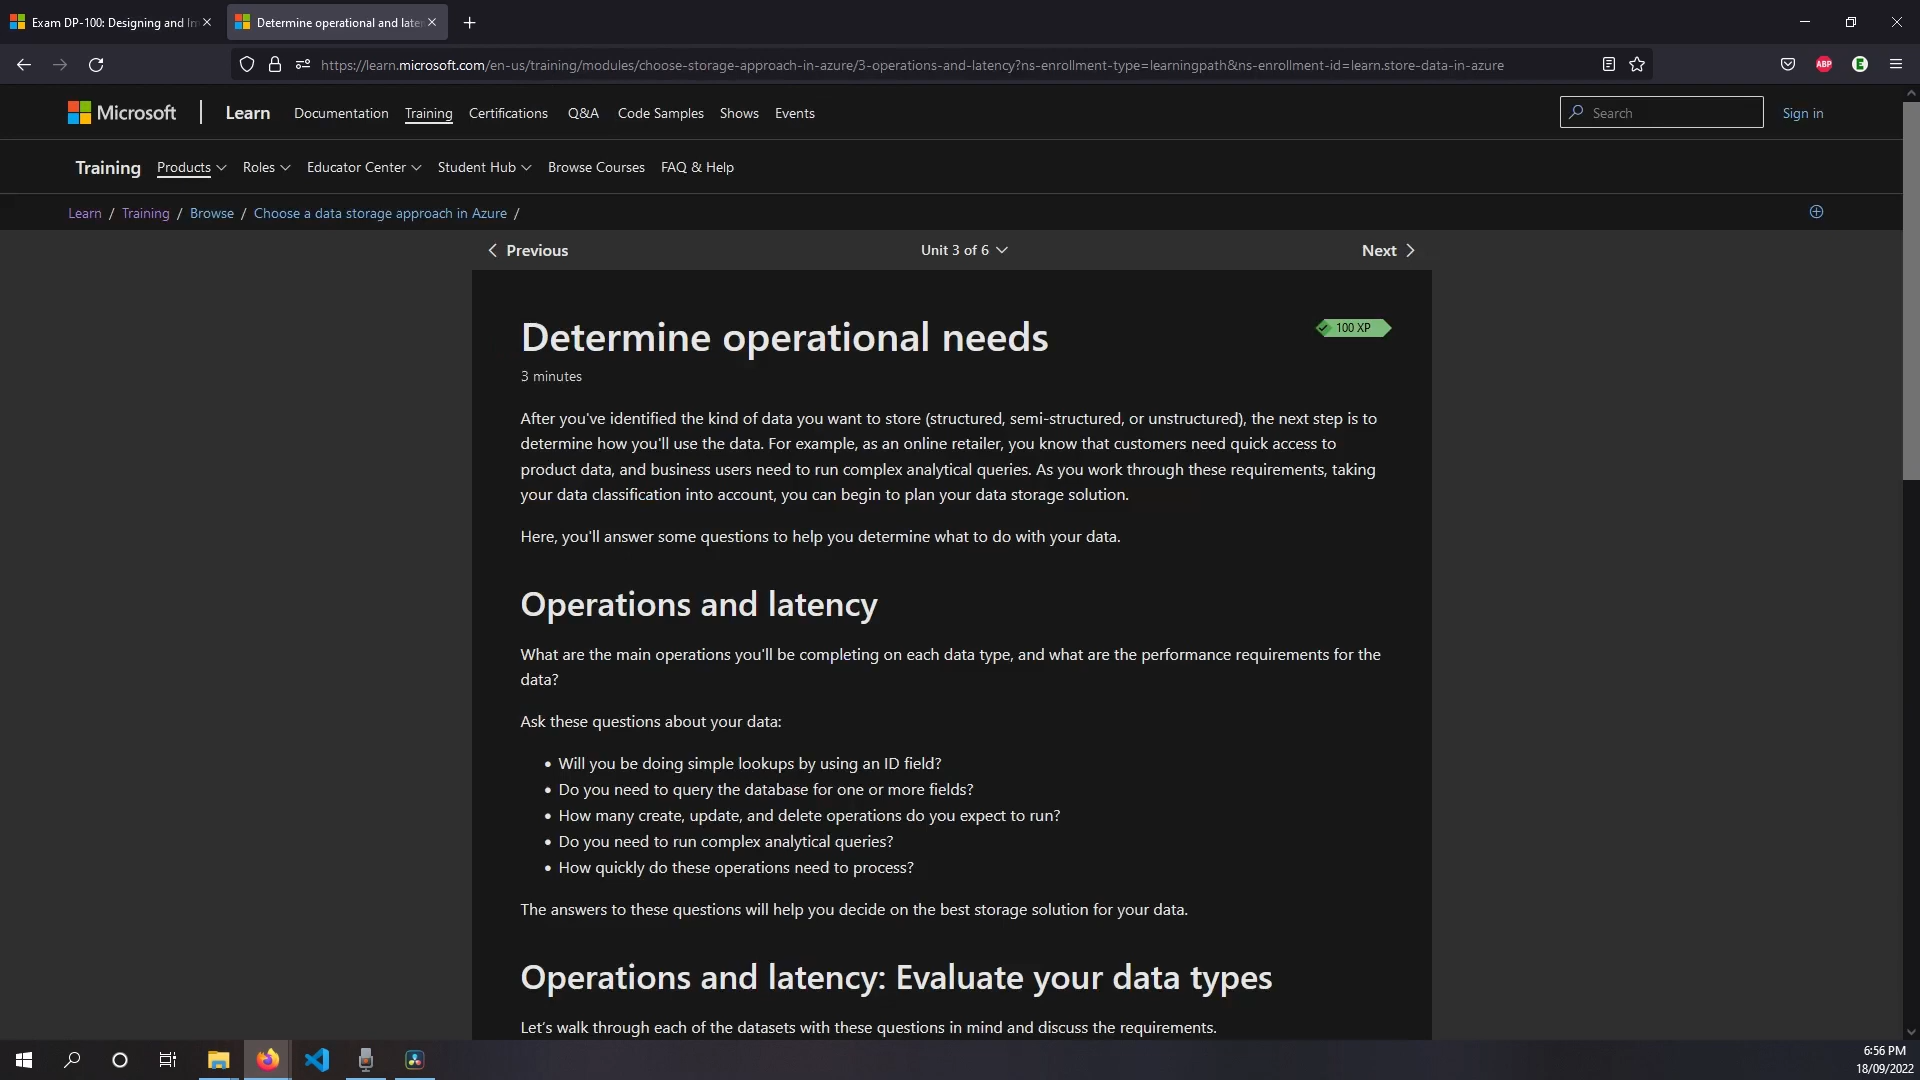 Exam DP-100: Designing and Im
Determine operational and late
https://learn.microsoft.com/en-us/training/modules/choose-storage-approach-in-azure/3-operations-and-latency?ns-enrollment-type=learningpath&ns-enrollment-id=learn.store-data-in-azure
ABP
E
Microsoft Learn Documentation Training Certifications Q&A Code Samples Shows Events Search Sign in
Training Products Roles Educator Center Student Hub Browse Courses FAQ & Help
Learn / Training / Browse / Choose a data storage approach in Azure /
Previous Unit 3 of 6 Next
Determine operational needs
100 XP
3 minutes
After you've identified the kind of data you want to store (structured, semi-structured, or unstructured), the next step is to
determine how you'll use the data. For example, as an online retailer, you know that customers need quick access to
product data, and business users need to run complex analytical queries. As you work through these requirements, taking
your data classification into account, you can begin to plan your data storage solution.
Here, you'll answer some questions to help you determine what to do with your data.
Operations and latency
What are the main operations you'll be completing on each data type, and what are the performance requirements for the
data?
Ask these questions about your data:
• Will you be doing simple lookups by using an ID field?
• Do you need to query the database for one or more fields?
• How many create, update, and delete operations do you expect to run?
• Do you need to run complex analytical queries?
• How quickly do these operations need to process?
The answers to these questions will help you decide on the best storage solution for your data.
Operations and latency: Evaluate your data types
Let's walk through each of the datasets with these questions in mind and discuss the requirements.
6:56 PM
18/09/2022